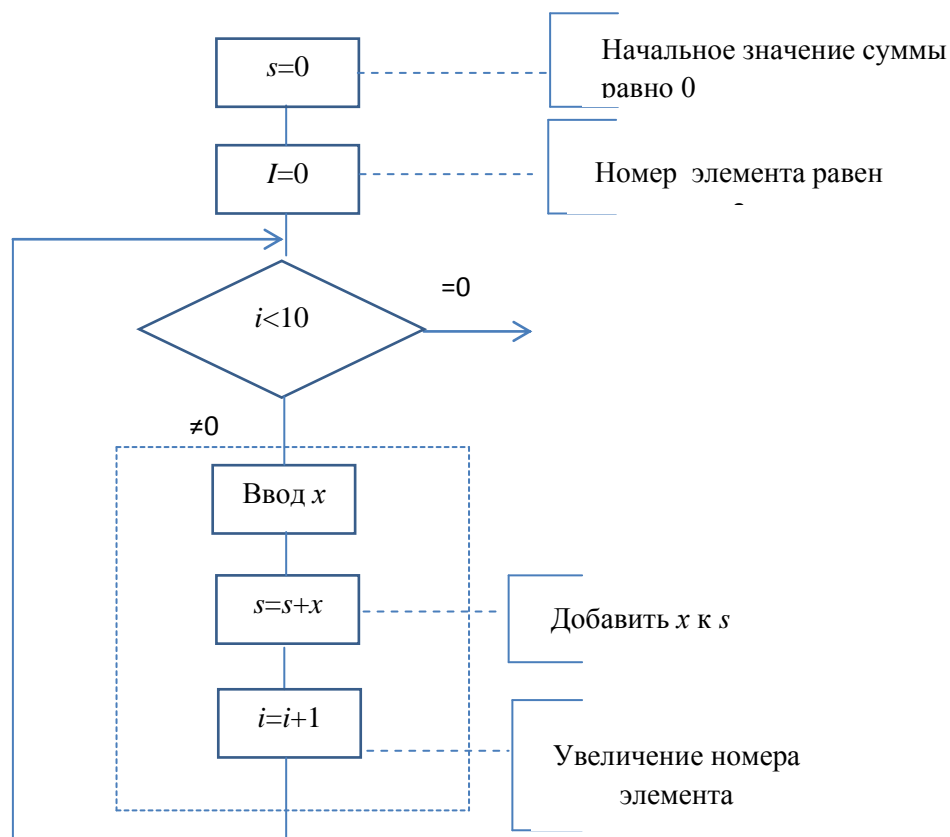 s=0
Начальное значение суммы
равно 0
I=0
Номер элемента равен
i<10
=0
≠0
Ввод x
s=s+x
Добавить x к s
i=i+1
Увеличение номера
элемента